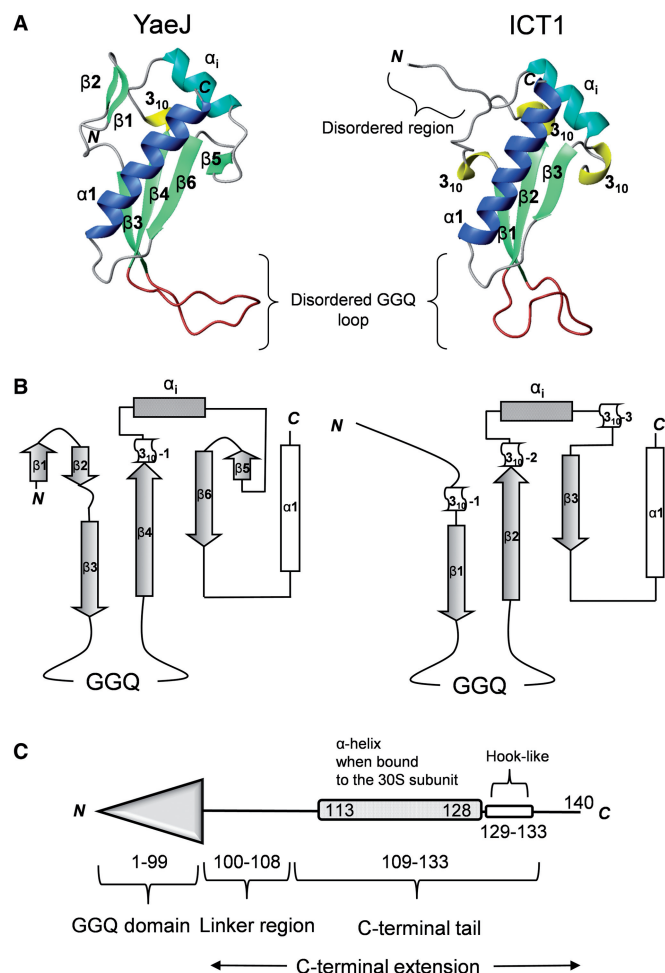 A
YaeJ
ICT1
β2
αi
C
310
N
β1
β5
β6
β4
α1
β3
N
C
αi
Disordered region
310
310
310
β3
β2
α1
β1
Disordered GGQ
loop
B
αi
C
β1
β2
310-1
β5
β6
N
β4
α1
β3
GGQ
N
αi
C
310-3
310-2
310-1
β3
α1
β2
β1
GGQ
C
α-helix
when bound
to the 30S subunit
Hook-like
N
113
128
140
C
129-133
1-99
100-108
109-133
GGQ domain
Linker region
C-terminal tail
C-terminal extension